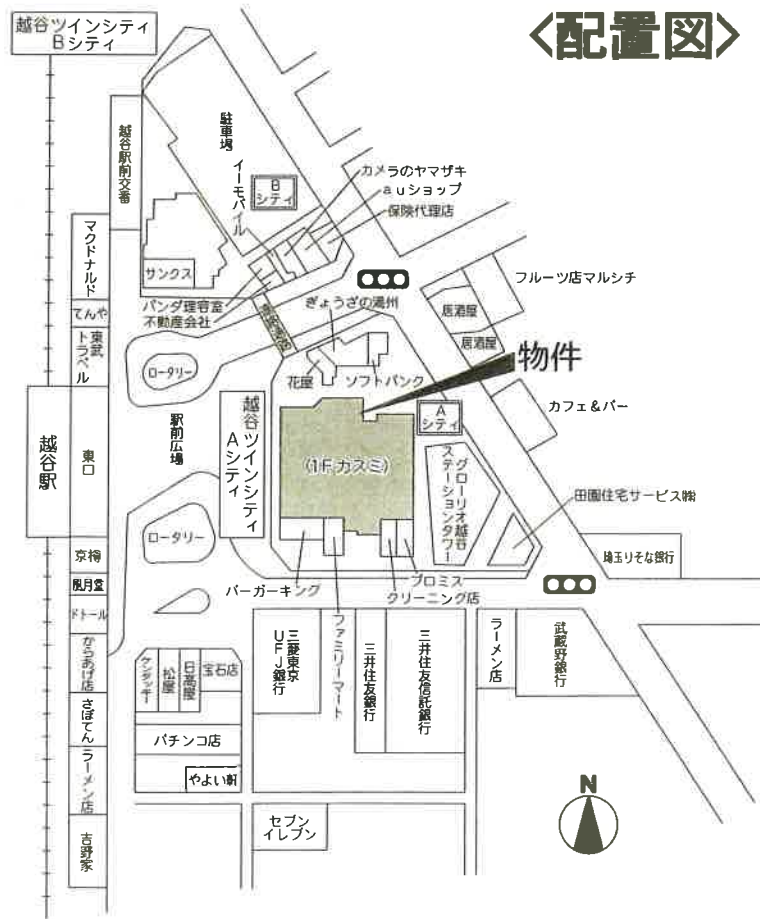 〈配置図〉
越谷ツインシティ
Bシティ
越谷駅前交番
駐車場
イーモバイル
B
シティ
カメラのヤマザキ
auショップ
保険代理店
マクドナルド
サンクス
パンダ理容室
不動産会社
ぎょうざの満州
フルーツ店マルシチ
居酒屋
居酒屋
てんや
東武
トラベル
ロータリー
花屋
ソフトバンク
物件
カフェ&バー
越谷駅
東口
駅前広場
越谷ツインシティ
Aシティ
A
シティ
(1Fカスミ)
グローリオ越谷
ステーションタワー
田園住宅サービス㈱
ロータリー
京樽
風月堂
ドトール
からあげ店
さぼてん
ラーメン店
吉野家
バーガーキング
プロミス
クリーニング店
埼玉りそな銀行
ケンタッキー
松屋
日高屋
宝石店
パチンコ店
やよい軒
三菱東京
UFJ銀行
ファミリーマート
三井住友銀行
三井住友信託銀行
ラーメン店
武蔵野銀行
セブン
イレブン
N